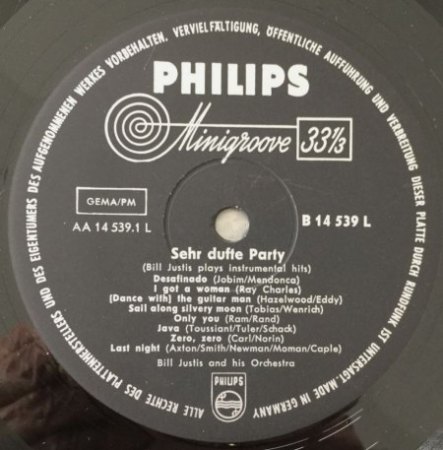 ALLE RECHTE DES PLATTENHERSTELLERS UND DES EIGENTUMERS DES AUFGENOMMENEN WERKES VORBEHALTEN. VERVIELFÄLTIGUNG, ÖFFENTLICHE AUFFUHRUNG UND VERBREITUNG DIESER PLATTE DURCH RUNDFUNK IST UNTERSAGT. MADE IN GERMANY
PHILIPS
Minigroove 33⅓
GEMA/PM
AA 14 539.1 L
B 14 539 L
Sehr dufte Party
(Bill Justis plays instrumental hits)
Desafinado (Jobim/Mendonca)
I got a woman (Ray Charles)
(Dance with) the guitar man (Hazelwood/Eddy)
Sail along silvery moon (Tobias/Wenrich)
Only you (Ram/Rand)
Java (Toussiant/Tuler/Schack)
Zero, zero (Carl/Norin)
Last night (Axton/Smith/Newman/Moman/Caple)
Bill Justis and his Orchestra
PHILIPS